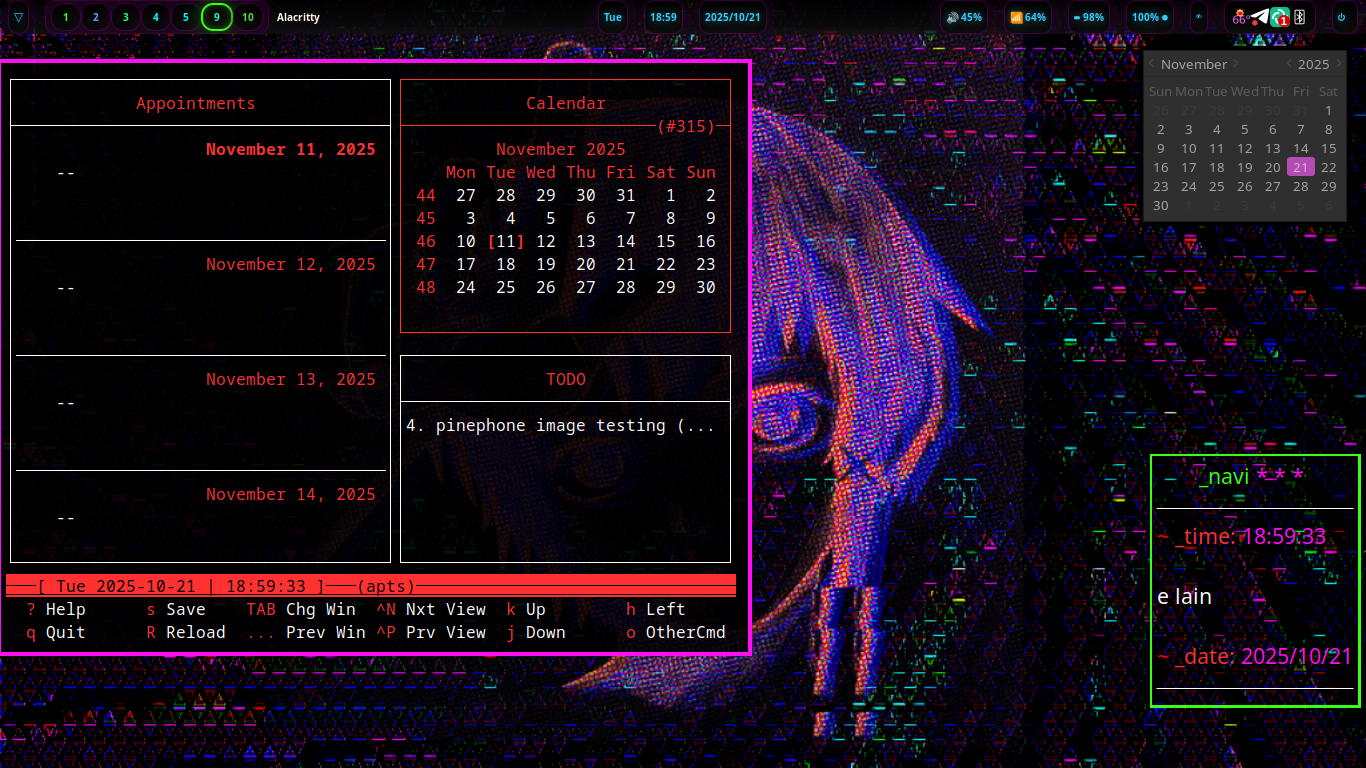 1 2 3 4 5 9 10 Alacritty Tue 18:59 2025/10/21 45% 64% 98% 100% 66° 1
Appointments
November 11, 2025
--
November 12, 2025
--
November 13, 2025
--
November 14, 2025
--
Calendar
(#315)
November 2025
Mon Tue Wed Thu Fri Sat Sun
44 27 28 29 30 31 1 2
45 3 4 5 6 7 8 9
46 10 [11] 12 13 14 15 16
47 17 18 19 20 21 22 23
48 24 25 26 27 28 29 30
TODO
4. pinephone image testing (...
[ Tue 2025-10-21 | 18:59:33 ] (apts)
? Help s Save TAB Chg Win ^N Nxt View k Up h Left
q Quit R Reload ... Prev Win ^P Prv View j Down o OtherCmd
November 2025
Sun Mon Tue Wed Thu Fri Sat
26 27 28 29 30 31 1
2 3 4 5 6 7 8
9 10 11 12 13 14 15
16 17 18 19 20 21 22
23 24 25 26 27 28 29
30 1 2 3 4 5 6
_navi * * *
~ _time: 18:59:33
e lain
~ _date: 2025/10/21